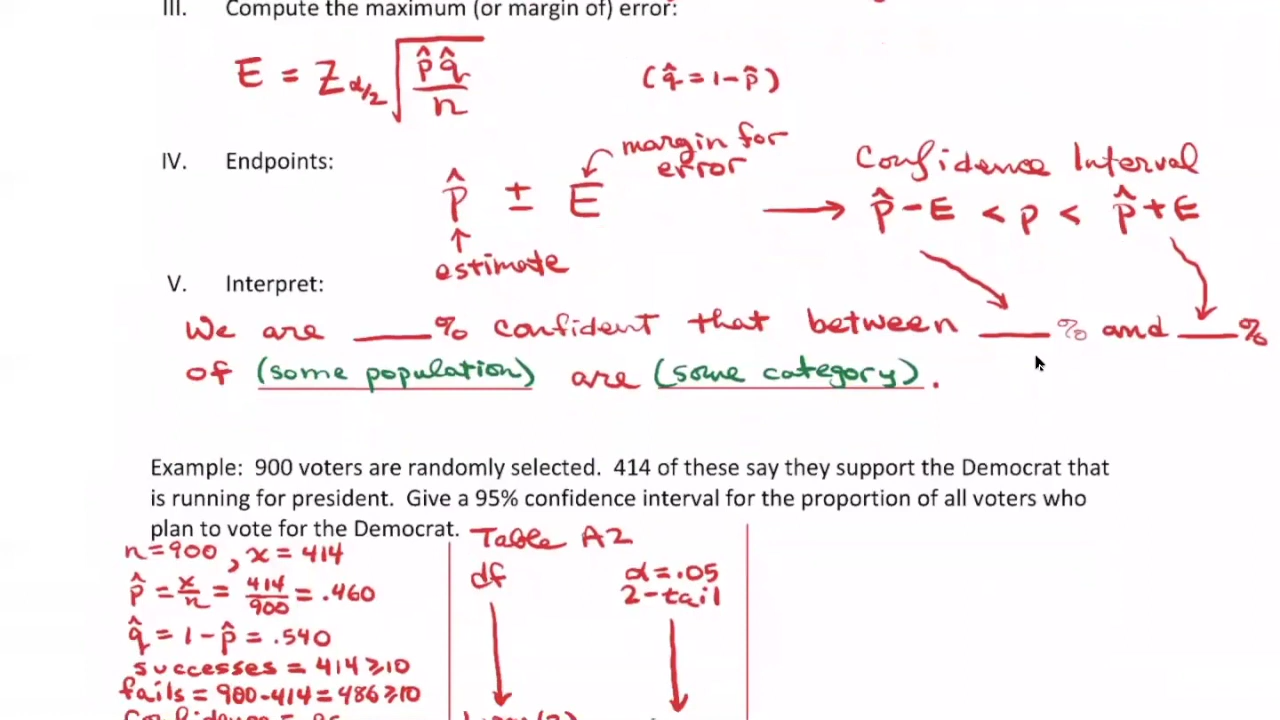 III. Compute the maximum (or margin of) error:
E = Z α/2 √(p̂q̂/n) (q̂ = 1-p̂)
IV. Endpoints:
margin for error
p̂ ± E
estimate
Confidence Interval
→ p̂ - E < p < p̂ + E
V. Interpret:
We are ___% confident that between ___% and ___%
of (some population) are (some category).
Example: 900 voters are randomly selected. 414 of these say they support the Democrat that
is running for president. Give a 95% confidence interval for the proportion of all voters who
plan to vote for the Democrat.
n=900, x = 414
p̂ = x/n = 414/900 = .460
q̂ = 1-p̂ = .540
successes = 414 ≥ 10
fails = 900-414 = 486 ≥ 10
Table A2
df
α = .05
2-tail